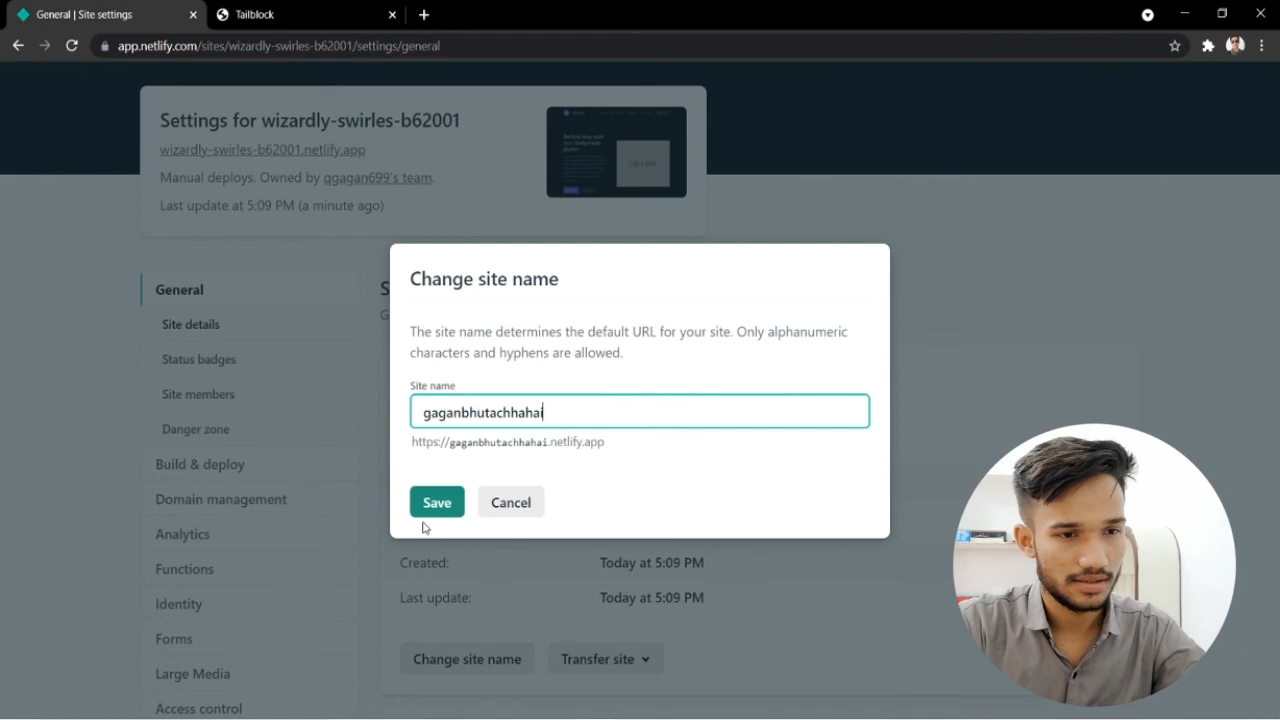 General | Site settings
Tailblock
app.netlify.com/sites/wizardly-swirles-b62001/settings/general
Settings for wizardly-swirles-b62001
wizardly-swirles-b62001.netlify.app
Manual deploys. Owned by qgagan699's team.
Last update at 5:09 PM (a minute ago)
Change site name
The site name determines the default URL for your site. Only alphanumeric
characters and hyphens are allowed.
Site name
gaganbhutachhahai
https://gaganbhutachhahai.netlify.app
Save
Cancel
General
Site details
Status badges
Site members
Danger zone
Build & deploy
Domain management
Analytics
Functions
Identity
Forms
Large Media
Access control
Created:
Today at 5:09 PM
Last update:
Today at 5:09 PM
Change site name
Transfer site